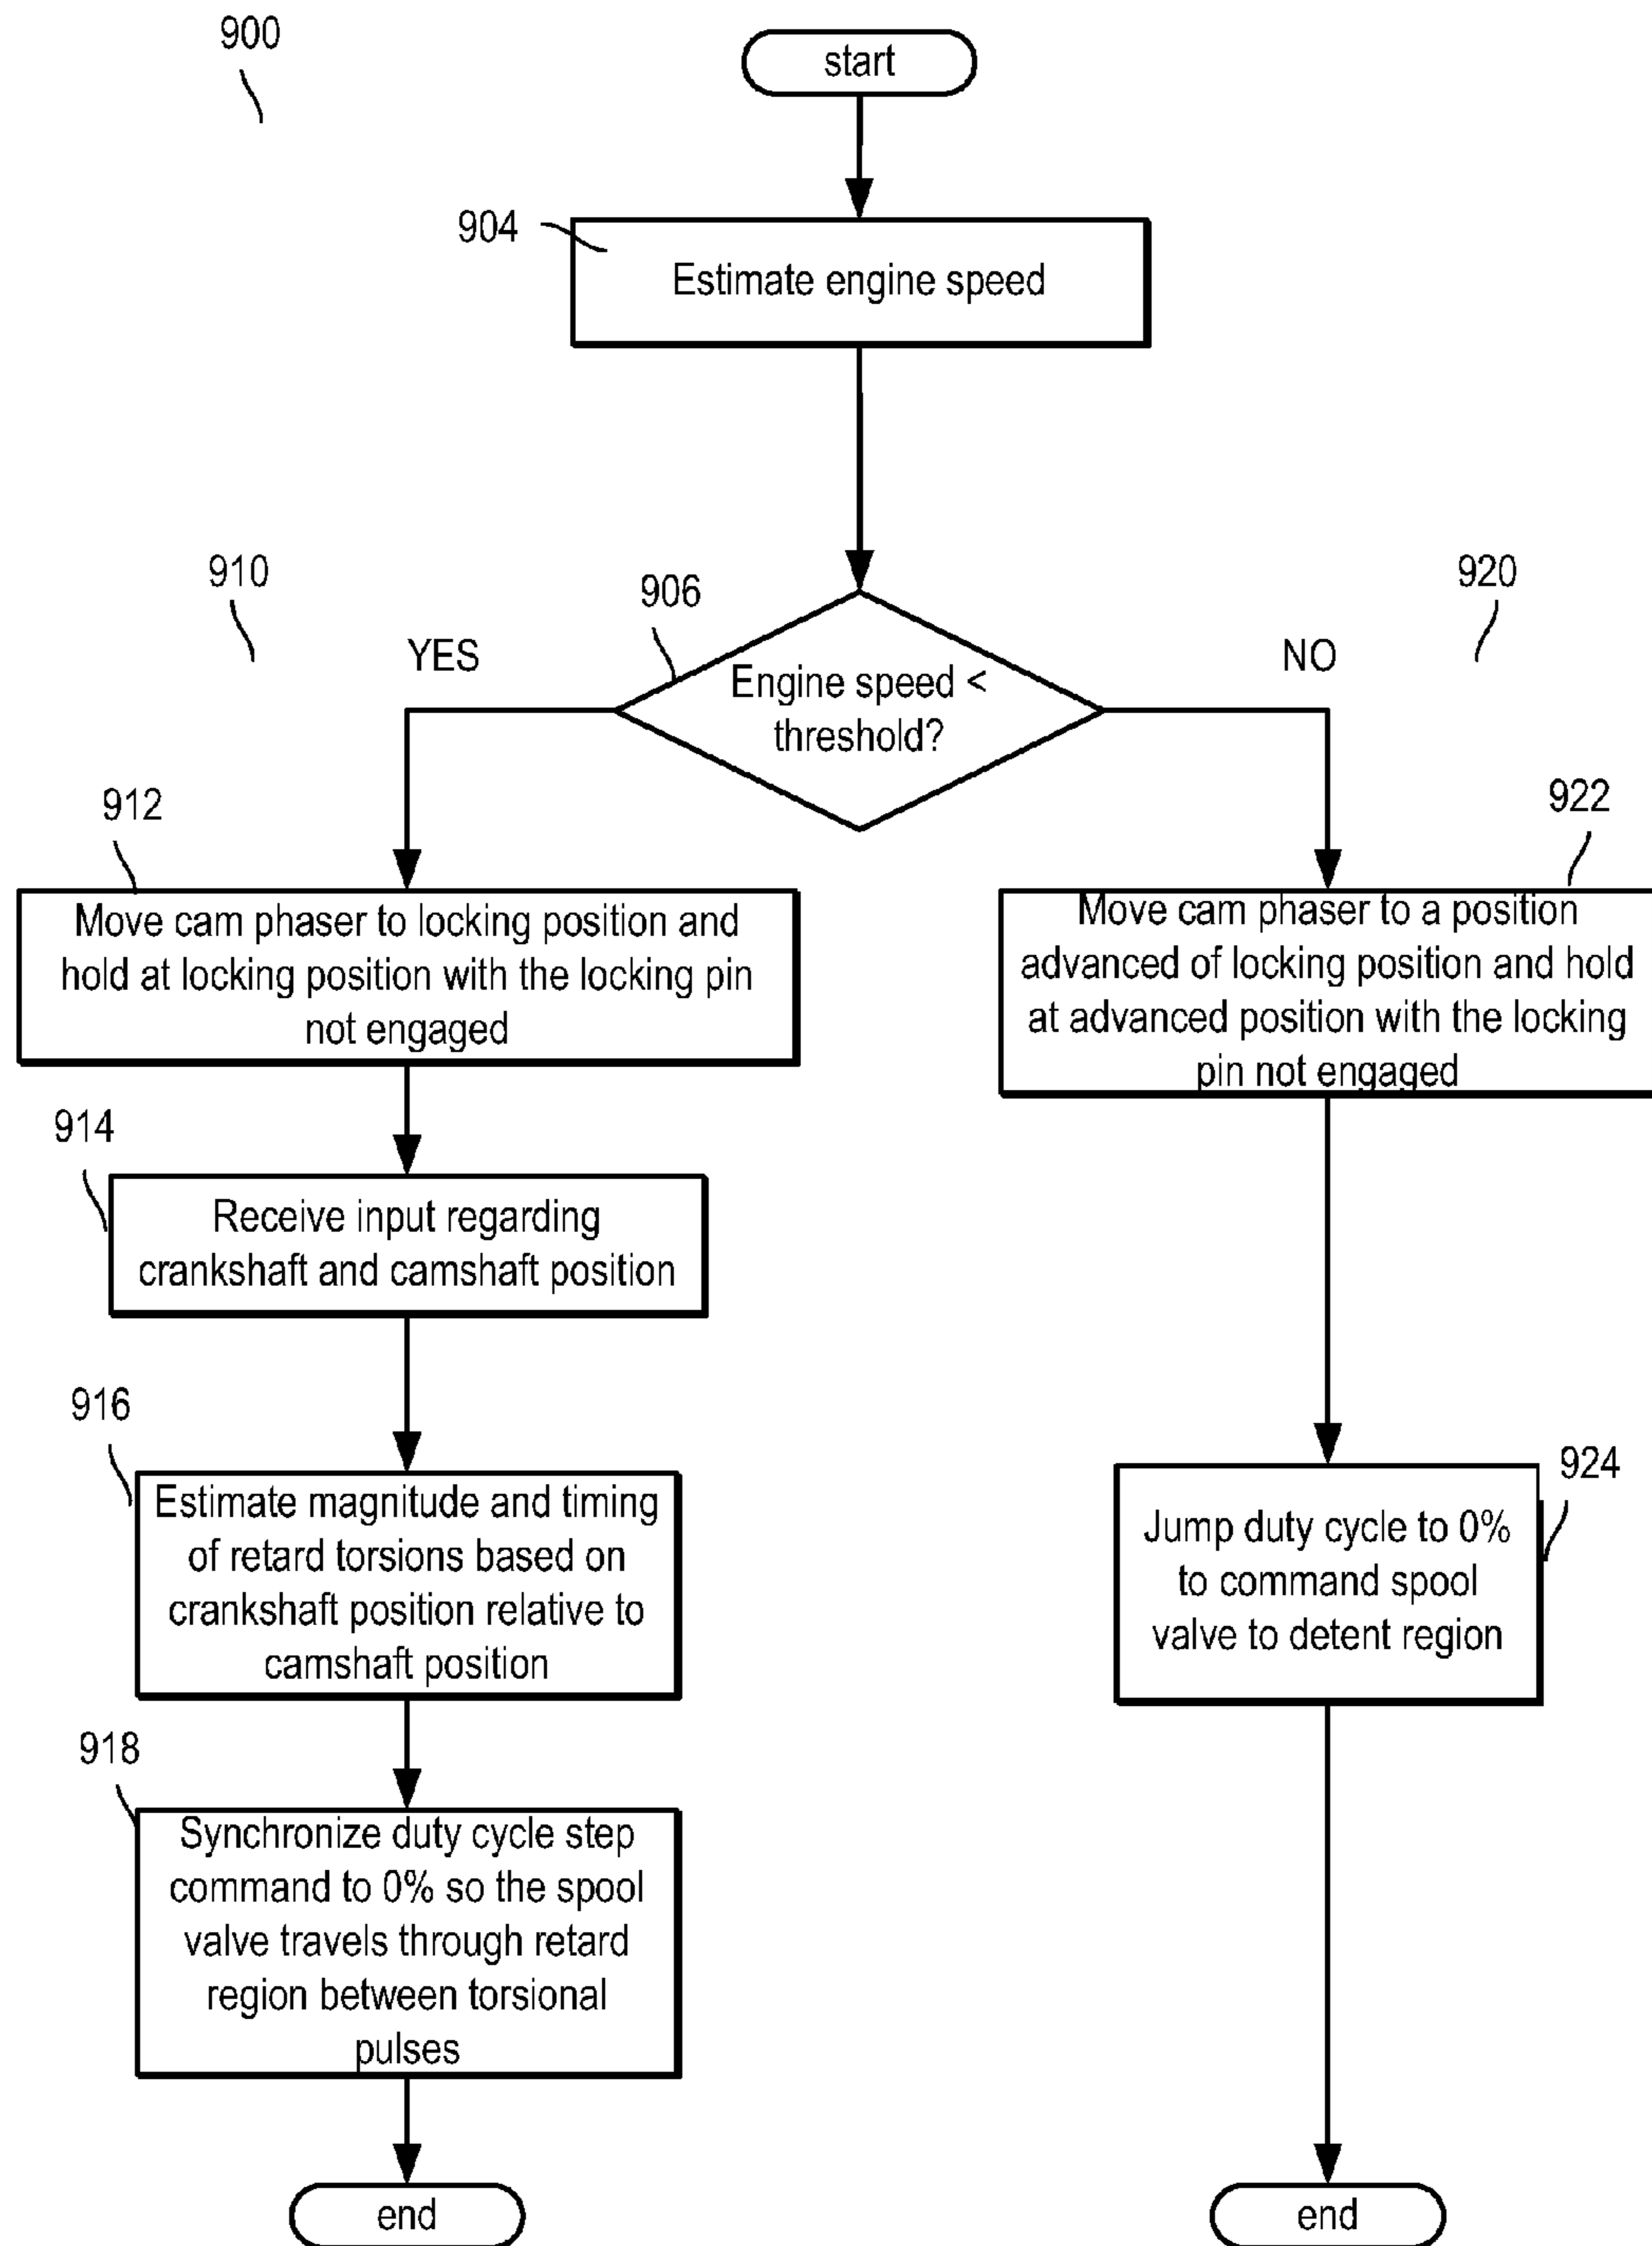 900
start
904
Estimate engine speed
910
920
906
YES
NO
Engine speed <
threshold?
912
922
Move cam phaser to locking position and
hold at locking position with the locking pin
not engaged
Move cam phaser to a position
advanced of locking position and hold
at advanced position with the locking
pin not engaged
914
Receive input regarding
crankshaft and camshaft position
916
Estimate magnitude and timing
of retard torsions based on
crankshaft position relative to
camshaft position
924
Jump duty cycle to 0%
to command spool
valve to detent region
918
Synchronize duty cycle step
command to 0% so the spool
valve travels through retard
region between torsional
pulses
end
end